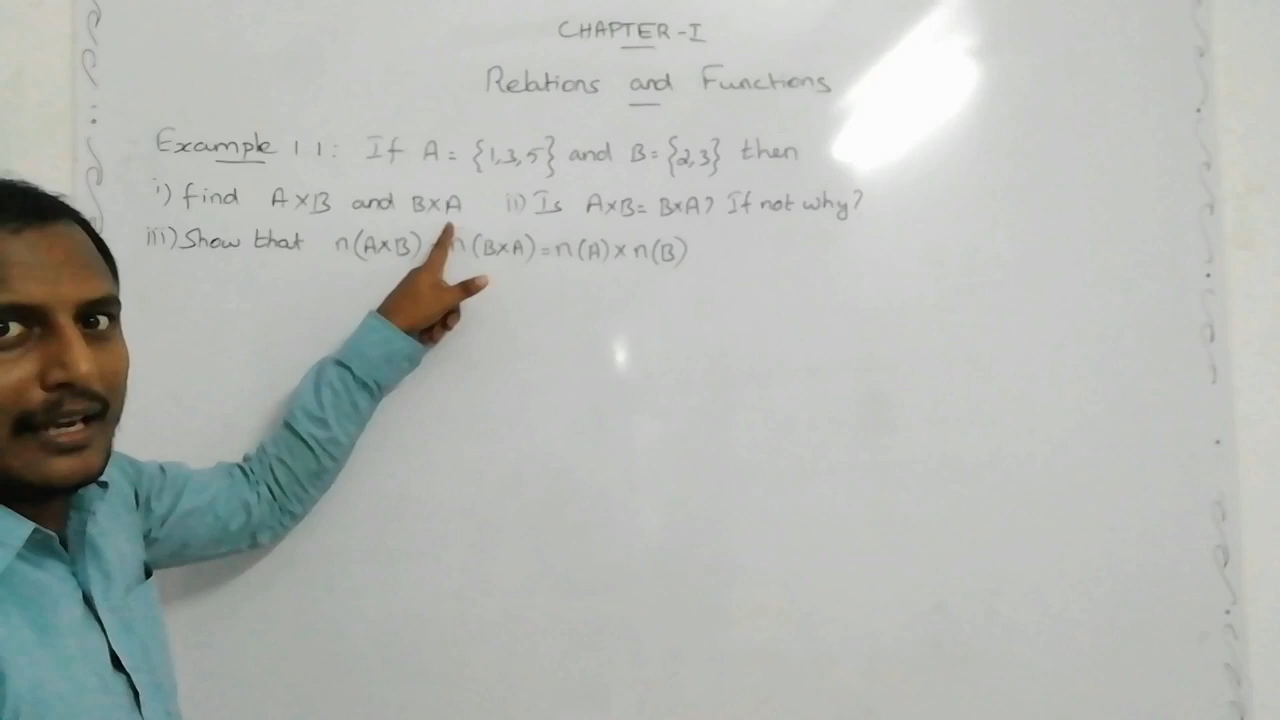 CHAPTER-I
Relations and Functions
Example 1 1: If A = {1,3,5} and B = {2,3} then
i) find A×B and B×A ii) Is A×B = B×A? If not why?
iii) Show that n(A×B) n(B×A) = n(A) × n(B)